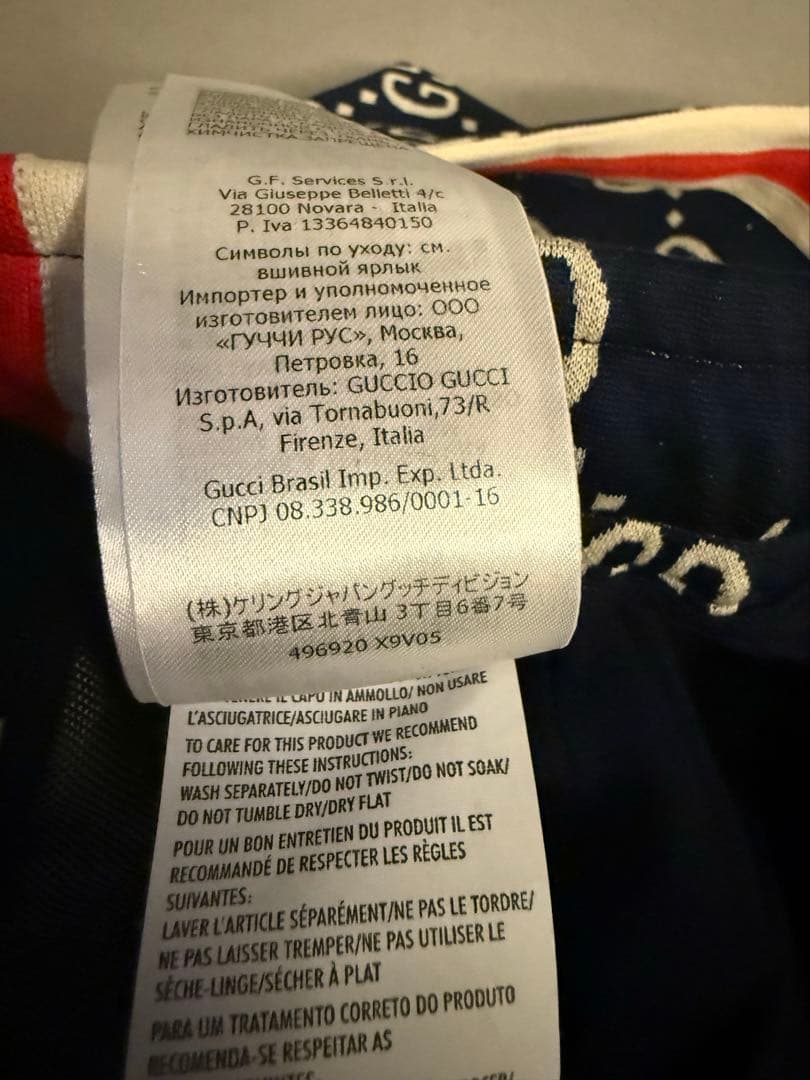 ХИМЧИСТКА ЗАПРЕЩЕНА
G.F. Services S.r.l.
Via Giuseppe Belletti 4/c
28100 Novara - Italia
P. Iva 13364840150
Символы по уходу: см.
вшивной ярлык
Импортер и уполномоченное
изготовителем лицо: ООО
«ГУЧЧИ РУС», Москва,
Петровка, 16
Изготовитель: GUCCIO GUCCI
S.p.A, via Tornabuoni,73/R
Firenze, Italia
Gucci Brasil Imp. Exp. Ltda.
CNPJ 08.338.986/0001-16
(株)ケリングジャパングッチディビジョン
東京都港区北青山 3丁目6番7号
496920 X9V05
IL CAPO IN AMMOLLO/ NON USARE
L'ASCIUGATRICE/ASCIUGARE IN PIANO
TO CARE FOR THIS PRODUCT WE RECOMMEND
FOLLOWING THESE INSTRUCTIONS:
WASH SEPARATELY/DO NOT TWIST/DO NOT SOAK/
DO NOT TUMBLE DRY/DRY FLAT
POUR UN BON ENTRETIEN DU PRODUIT IL EST
RECOMMANDÉ DE RESPECTER LES RÈGLES
SUIVANTES:
LAVER L'ARTICLE SÉPARÉMENT/NE PAS LE TORDRE/
NE PAS LAISSER TREMPER/NE PAS UTILISER LE
SÈCHE-LINGE/SÉCHER À PLAT
PARA UM TRATAMENTO CORRETO DO PRODUTO
RECOMENDA-SE RESPEITAR AS